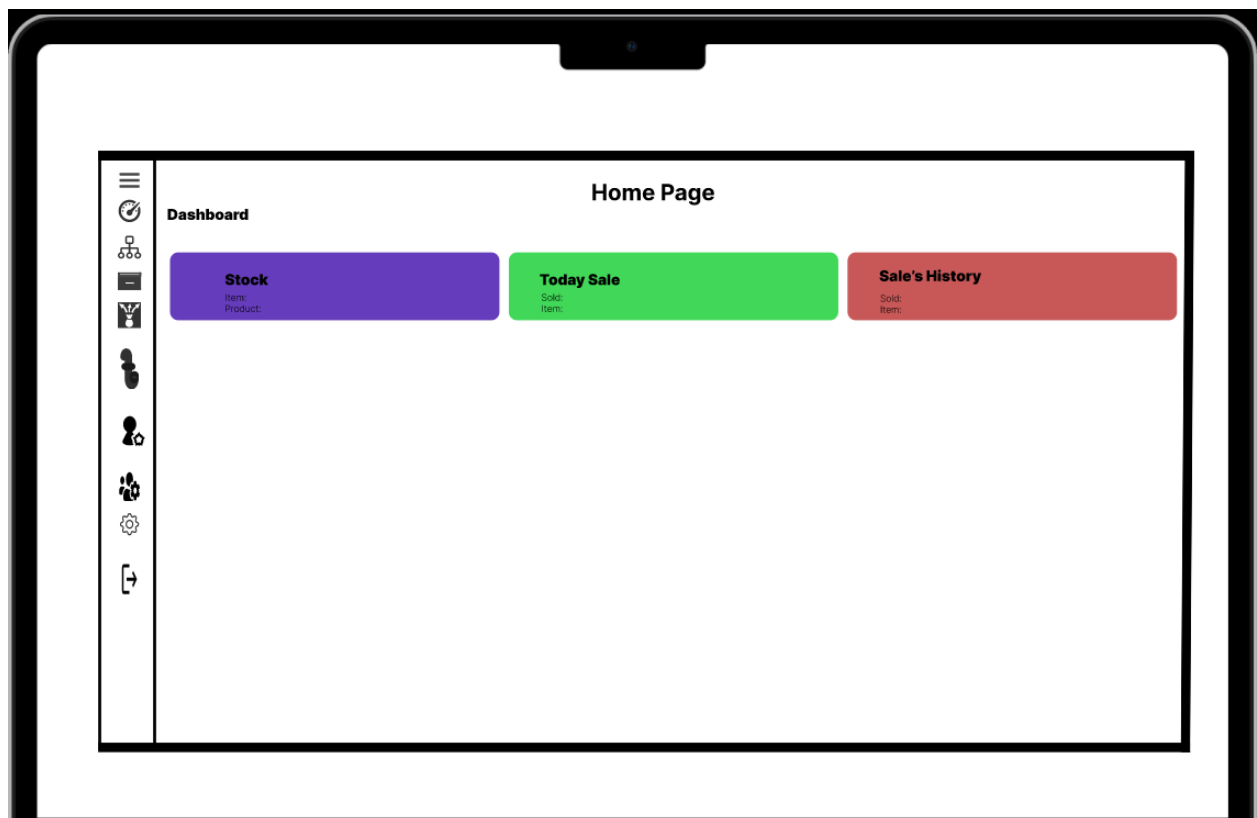 Home Page
Dashboard
Stock
Item:
Product:
Today Sale
Sold:
Item:
Sale's History
Sold:
Item: